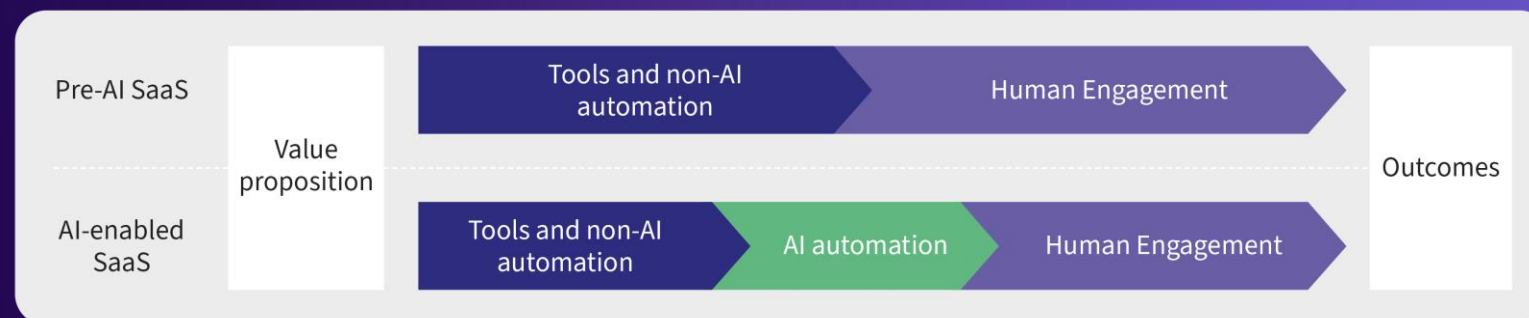 Pre-AI SaaS
Value
proposition
Tools and non-AI
automation
Human Engagement
Outcomes
AI-enabled
SaaS
Tools and non-AI
automation
AI automation
Human Engagement